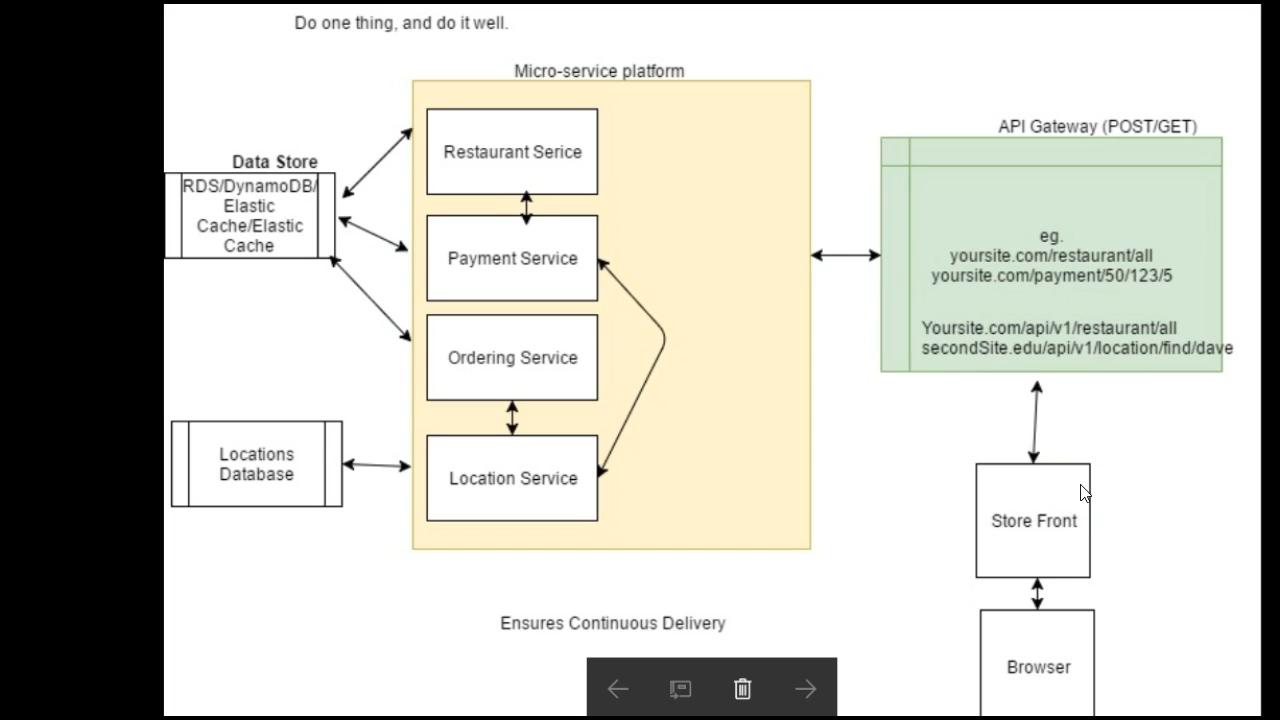 Do one thing, and do it well.
Micro-service platform
Restaurant Serice
Payment Service
Ordering Service
Location Service
Data Store
RDS/DynamoDB/
Elastic
Cache/Elastic
Cache
Locations
Database
API Gateway (POST/GET)
eg.
yoursite.com/restaurant/all
yoursite.com/payment/50/123/5
Yoursite.com/api/v1/restaurant/all
secondSite.edu/api/v1/location/find/dave
Store Front
Browser
Ensures Continuous Delivery